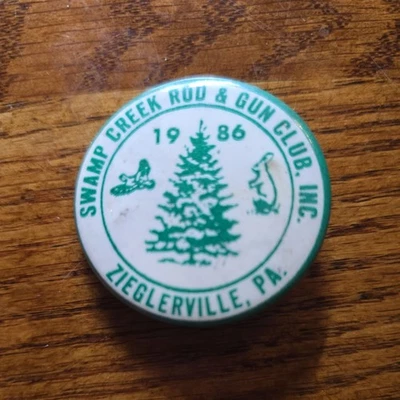 SWAMP CREEK ROD & GUN CLUB, INC.
1986
ZIEGLERVILLE, PA.